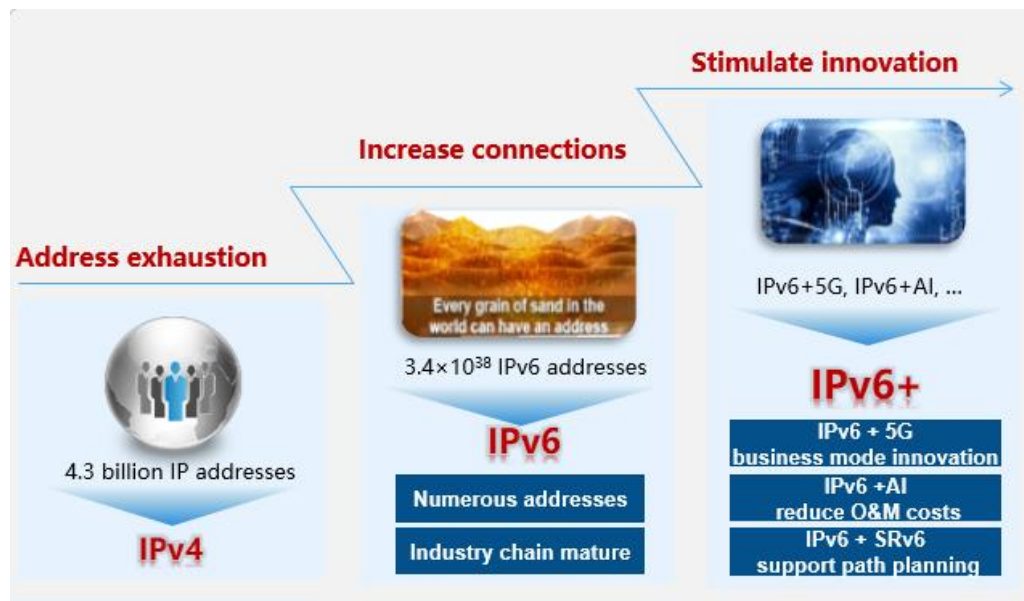 Stimulate innovation
Increase connections
Address exhaustion
4.3 billion IP addresses
IPv4
Every grain of sand in the
world can have an address
3.4×10³⁸ IPv6 addresses
IPv6
Numerous addresses
Industry chain mature
IPv6+5G, IPv6+AI, ...
IPv6+
IPv6 + 5G
business mode innovation
IPv6 +AI
reduce O&M costs
IPv6 + SRv6
support path planning